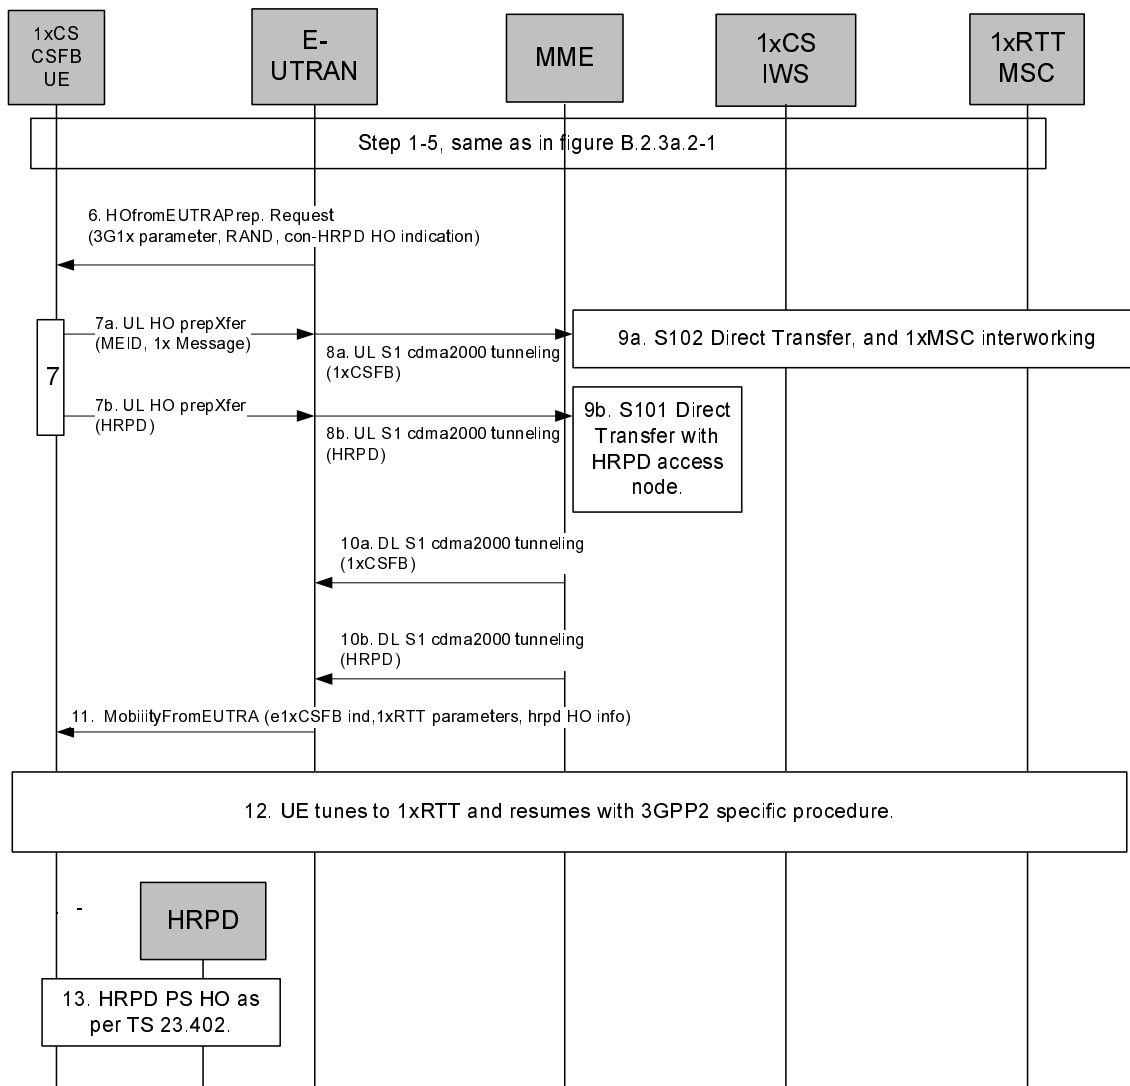 1xCS
CSFB
UE
E-
UTRAN
MME
1xCS
IWS
1xRTT
MSC
Step 1-5, same as in figure B.2.3a.2-1
6. HOfromEUTRAPrep. Request
(3G1x parameter, RAND, con-HRPD HO indication)
7
7a. UL HO prepXfer
(MEID, 1x Message)
8a. UL S1 cdma2000 tunneling
(1xCSFB)
9a. S102 Direct Transfer, and 1xMSC interworking
7b. UL HO prepXfer
(HRPD)
8b. UL S1 cdma2000 tunneling
(HRPD)
9b. S101 Direct
Transfer with
HRPD access
node.
10a. DL S1 cdma2000 tunneling
(1xCSFB)
10b. DL S1 cdma2000 tunneling
(HRPD)
11. MobiiityFromEUTRA (e1xCSFB ind,1xRTT parameters, hrpd HO info)
12. UE tunes to 1xRTT and resumes with 3GPP2 specific procedure.
. -
HRPD
13. HRPD PS HO as
per TS 23.402.